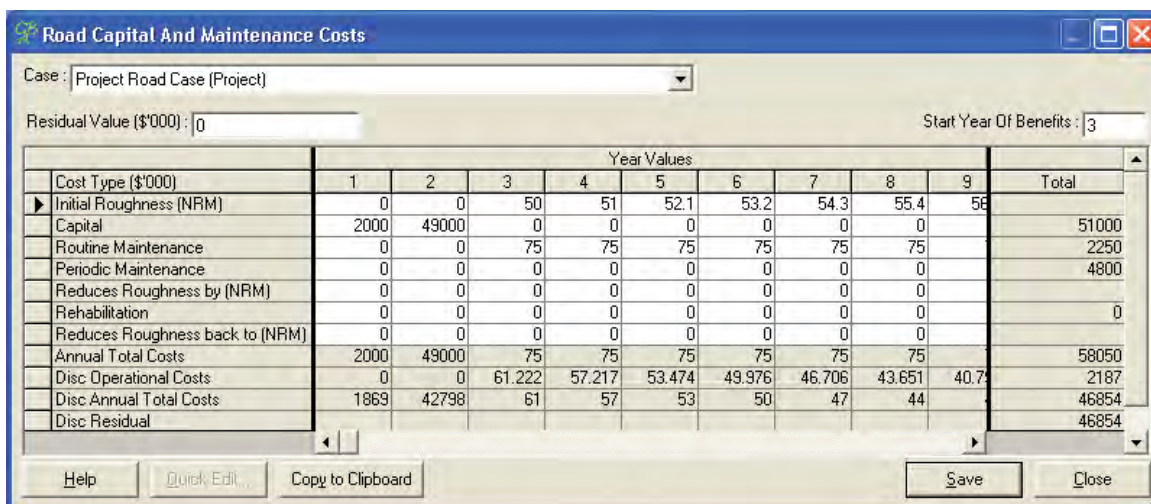 Road Capital And Maintenance Costs
Case : Project Road Case (Project)
Residual Value ($'000) : 0 Start Year Of Benefits : 3
Year Values
Cost Type ($'000) 1 2 3 4 5 6 7 8 9 Total
Initial Roughness (NRM) 0 0 50 51 52.1 53.2 54.3 55.4
Capital 2000 49000 0 0 0 0 0 0 51000
Routine Maintenance 0 0 75 75 75 75 75 75 2250
Periodic Maintenance 0 0 0 0 0 0 0 0 4800
Reduces Roughness by (NRM) 0 0 0 0 0 0 0 0
Rehabilitation 0 0 0 0 0 0 0 0 0
Reduces Roughness back to (NRM) 0 0 0 0 0 0 0 0
Annual Total Costs 2000 49000 75 75 75 75 75 75 58050
Disc Operational Costs 0 0 61.222 57.217 53.474 49.976 46.706 43.651 2187
Disc Annual Total Costs 1869 42798 61 57 53 50 47 44 46854
Disc Residual 46854
Help Quick Edit... Copy to Clipboard Save Close